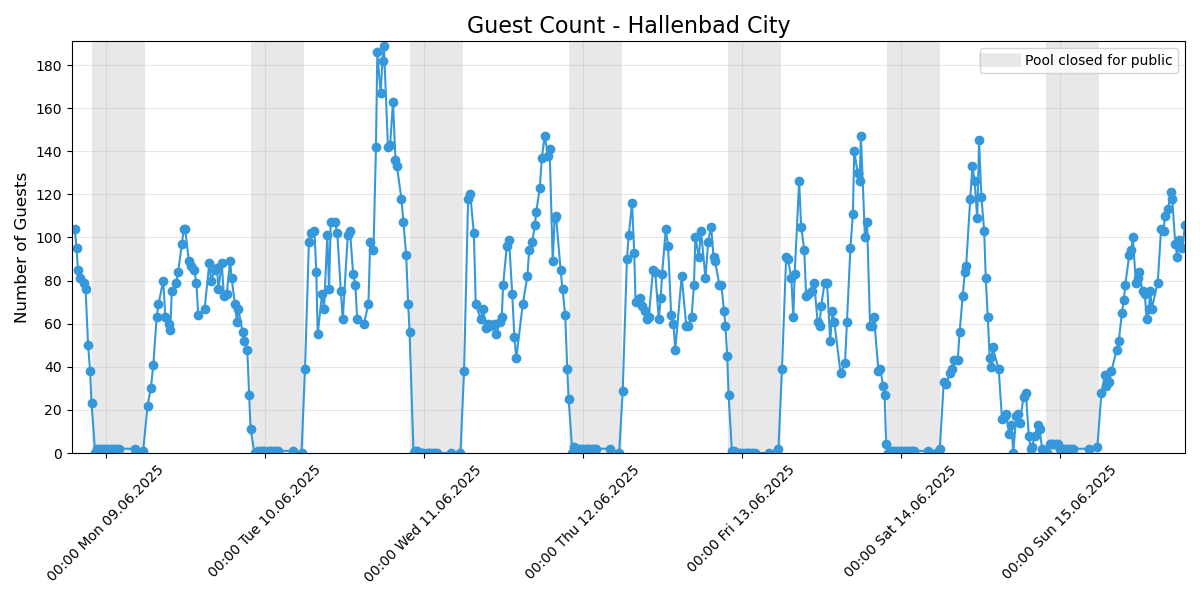 Guest Count - Hallenbad City
Pool closed for public
Number of Guests
180
160
140
120
100
80
60
40
20
0
00:00 Mon 09.06.2025
00:00 Tue 10.06.2025
00:00 Wed 11.06.2025
00:00 Thu 12.06.2025
00:00 Fri 13.06.2025
00:00 Sat 14.06.2025
00:00 Sun 15.06.2025